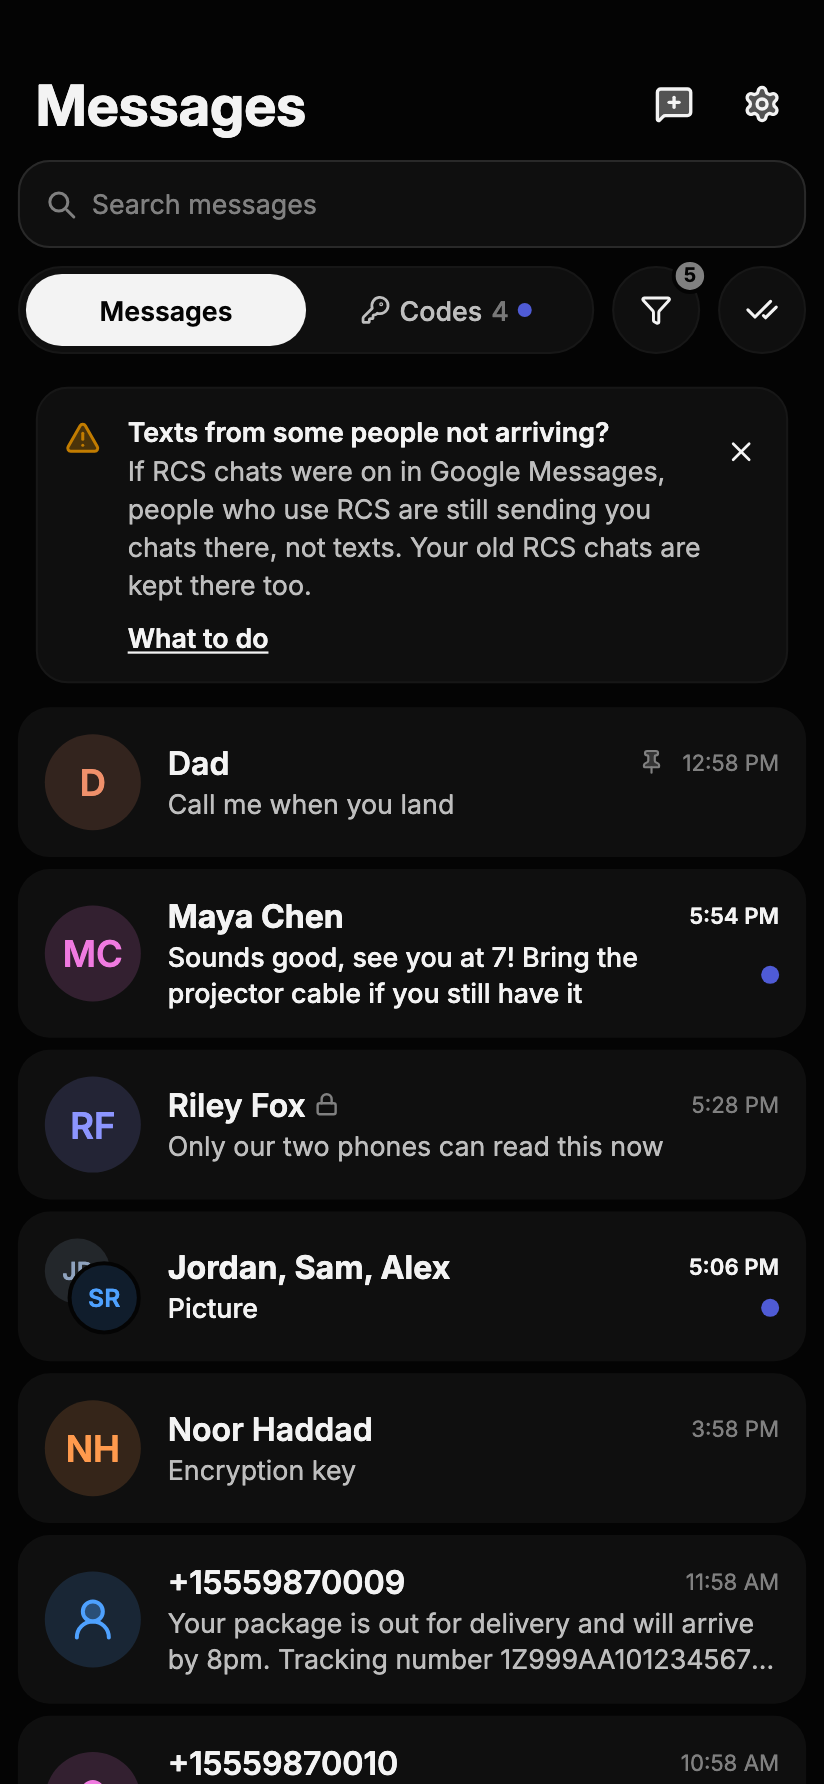 Messages
Search messages
Messages
Codes 4
5
Texts from some people not arriving?
If RCS chats were on in Google Messages,
people who use RCS are still sending you
chats there, not texts. Your old RCS chats are
kept there too.
What to do
D
Dad
12:58 PM
Call me when you land
MC
Maya Chen
5:54 PM
Sounds good, see you at 7! Bring the
projector cable if you still have it
RF
Riley Fox
5:28 PM
Only our two phones can read this now
SR
Jordan, Sam, Alex
5:06 PM
Picture
NH
Noor Haddad
3:58 PM
Encryption key
+15559870009
11:58 AM
Your package is out for delivery and will arrive
by 8pm. Tracking number 1Z999AA101234567...
+15559870010
10:58 AM